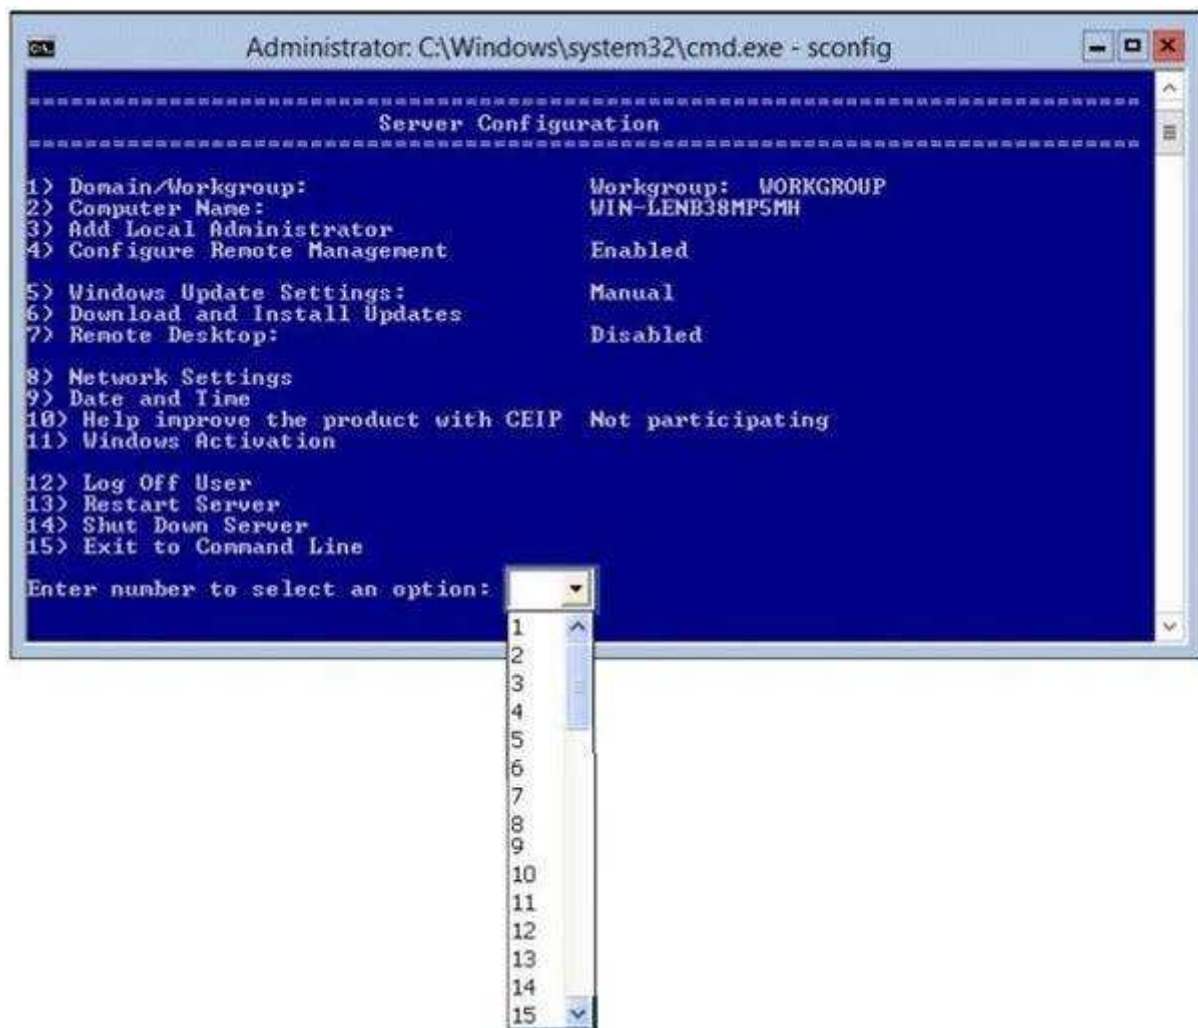 Administrator: C:\Windows\system32\cmd.exe - sconfig
===============================================================================
Server Configuration
===============================================================================
1) Domain/Workgroup: Workgroup: WORKGROUP
2) Computer Name: WIN-LENB38MP5MH
3) Add Local Administrator
4) Configure Remote Management Enabled
5) Windows Update Settings: Manual
6) Download and Install Updates
7) Remote Desktop: Disabled
8) Network Settings
9) Date and Time
10) Help improve the product with CEIP Not participating
11) Windows Activation
12) Log Off User
13) Restart Server
14) Shut Down Server
15) Exit to Command Line
Enter number to select an option:
1
2
3
4
5
6
7
8
9
10
11
12
13
14
15